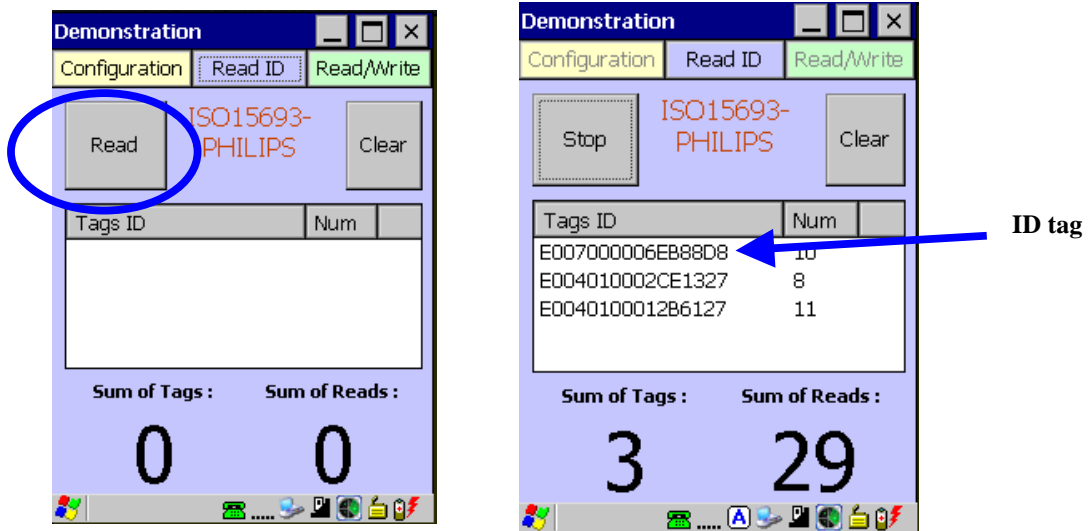 Demonstration
Configuration Read ID Read/Write
Read
ISO15693-
PHILIPS
Clear
Tags ID Num
Sum of Tags : Sum of Reads :
0 0
Demonstration
Configuration Read ID Read/Write
Stop
ISO15693-
PHILIPS
Clear
Tags ID Num
E007000006EB88D8 10
E004010002CE1327 8
E0040100012B6127 11
Sum of Tags : Sum of Reads :
3 29
A
ID tag